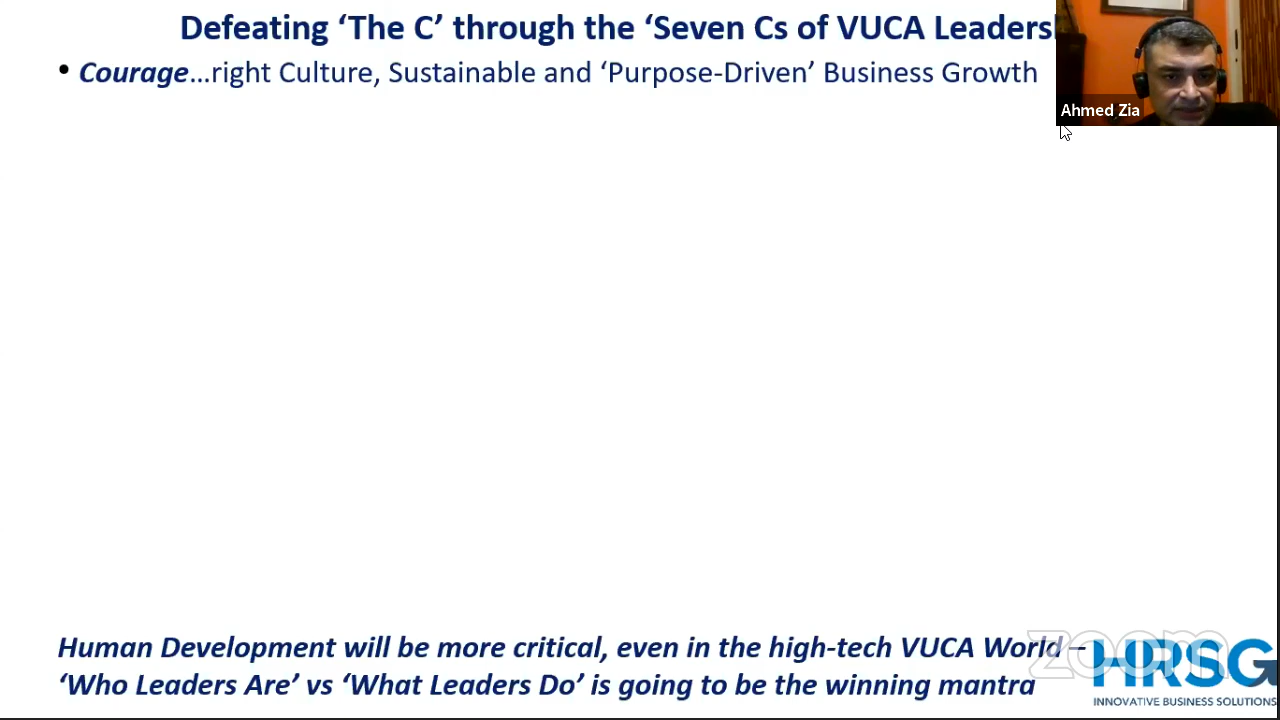 Defeating ‘The C’ through the ‘Seven Cs of VUCA
• Courage…right Culture, Sustainable and ‘Purpose-Driven’ Business Growth
Ahmed Zia
Human Development will be more critical, even in the high-tech VUCA World –
‘Who Leaders Are’ vs ‘What Leaders Do’ is going to be the winning mantra
zoom
HRSG
INNOVATIVE BUSINESS SOLUTIONS